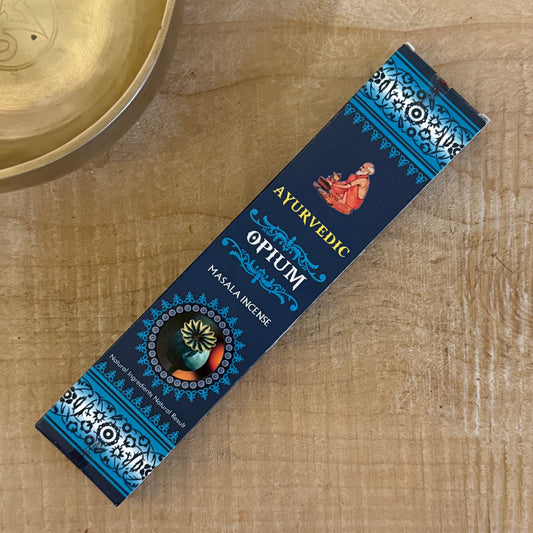 AYURVEDIC
OPIUM
MASALA INCENSE
Natural Ingredients Natural Result